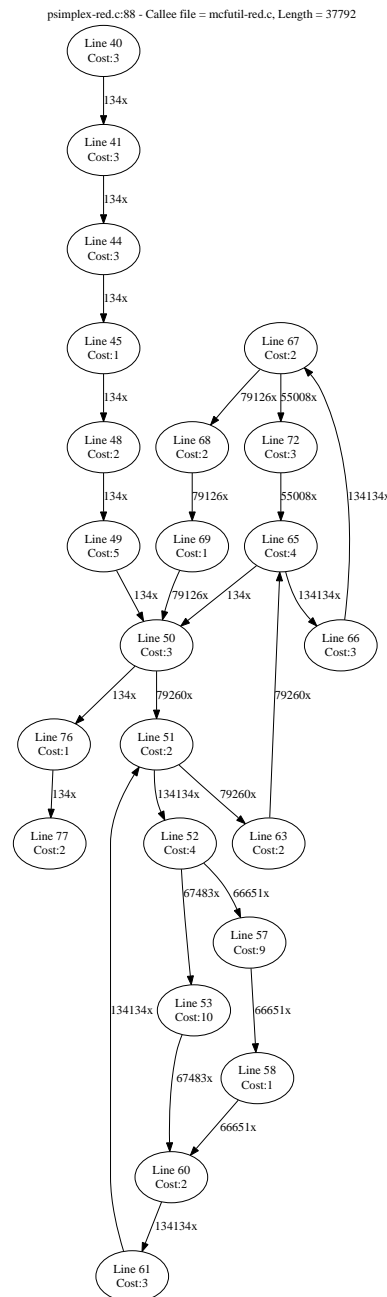 psimplex-red.c:88 - Callee file = mcfutil-red.c, Length = 37792
Line 40
Cost:3
134x
Line 41
Cost:3
134x
Line 44
Cost:3
134x
Line 45
Cost:1
Line 67
Cost:2
134x
79126x
55008x
Line 48
Cost:2
Line 68
Cost:2
Line 72
Cost:3
134x
79126x
55008x
134134x
Line 49
Cost:5
Line 69
Cost:1
Line 65
Cost:4
134x
79126x
134x
134134x
Line 50
Cost:3
Line 66
Cost:3
134x
79260x
79260x
Line 76
Cost:1
Line 51
Cost:2
134x
134134x
79260x
Line 77
Cost:2
Line 52
Cost:4
Line 63
Cost:2
67483x
66651x
Line 57
Cost:9
134134x
Line 53
Cost:10
66651x
67483x
Line 58
Cost:1
66651x
Line 60
Cost:2
134134x
Line 61
Cost:3